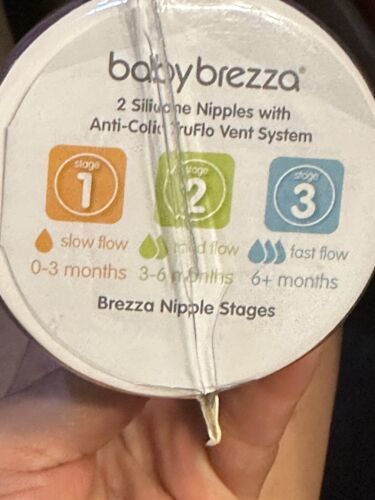 babybrezza®
2 Silicone Nipples with
Anti-Colic TruFlo Vent System
stage stage stage
1 2 3
slow flow med flow fast flow
0-3 months 3-6 months 6+ months
Brezza Nipple Stages